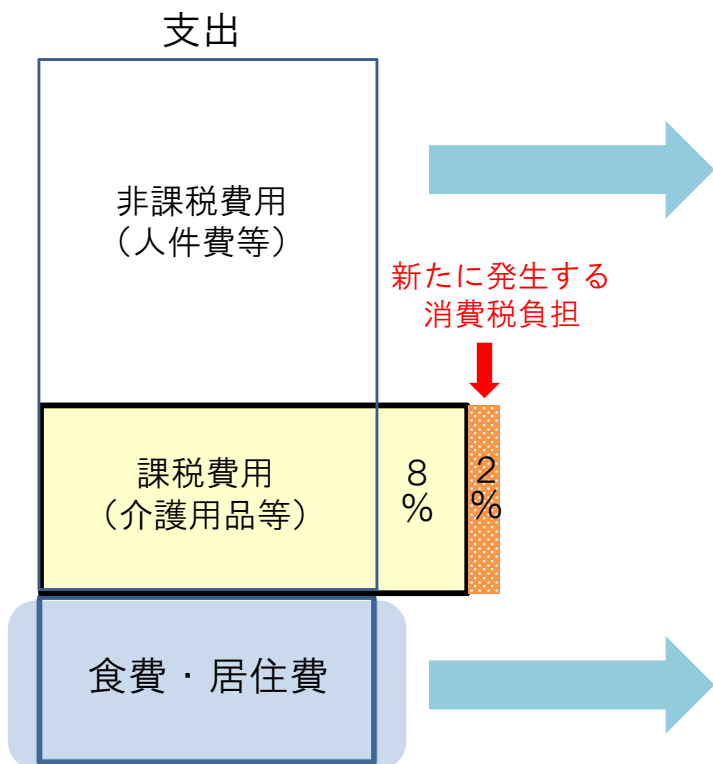 支出
非課税費用
（人件費等）
新たに発生する
消費税負担
課税費用
（介護用品等）
8
%
2
%
食費・居住費